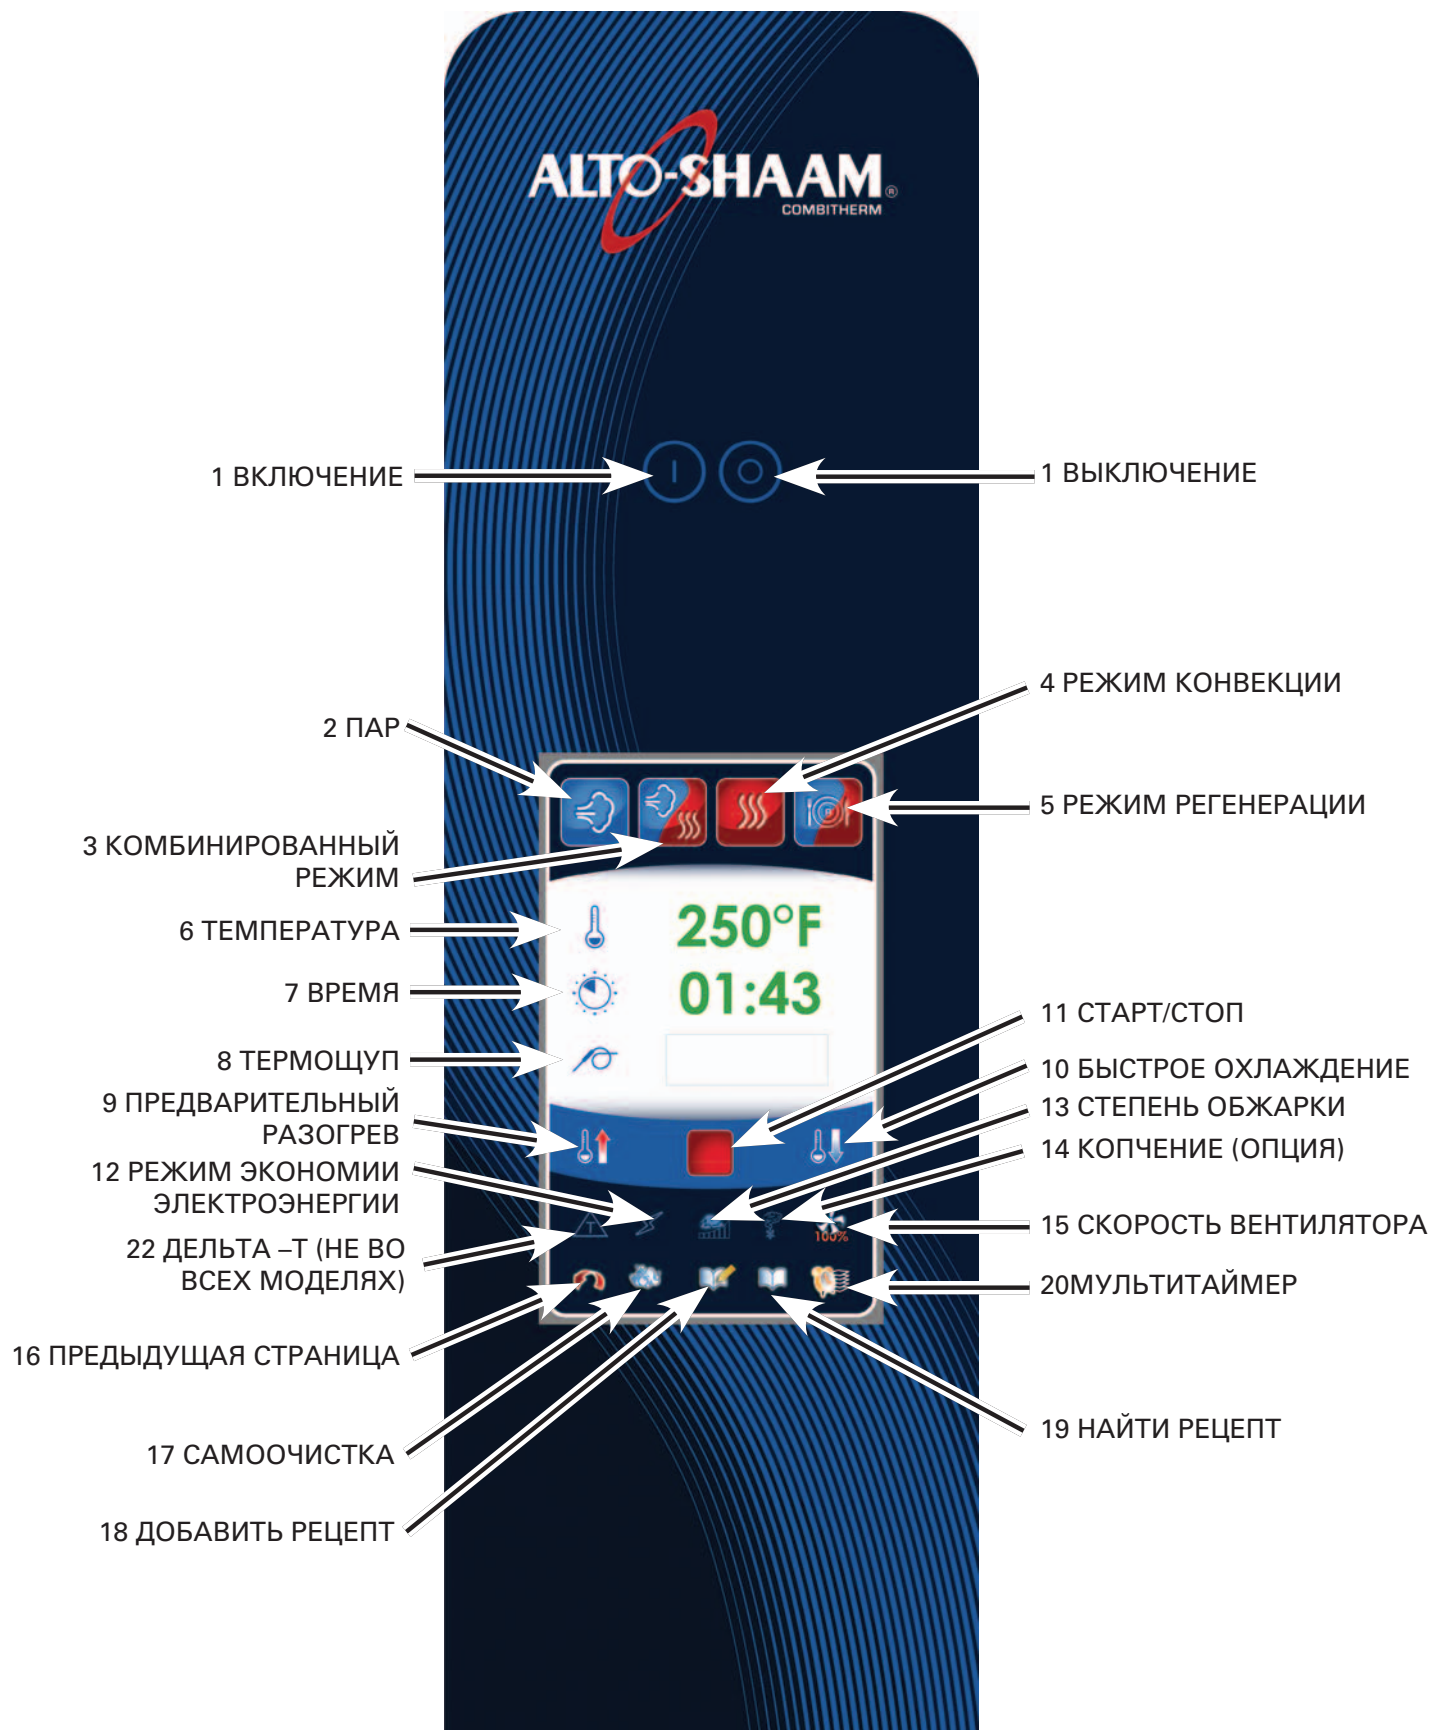 ALTO-SHAAM®
COMBITHERM
1 ВКЛЮЧЕНИЕ
1 ВЫКЛЮЧЕНИЕ
4 РЕЖИМ КОНВЕКЦИИ
2 ПАР
5 РЕЖИМ РЕГЕНЕРАЦИИ
3 КОМБИНИРОВАННЫЙ
РЕЖИМ
6 ТЕМПЕРАТУРА
250°F
7 ВРЕМЯ
01:43
11 СТАРТ/СТОП
8 ТЕРМОЩУП
10 БЫСТРОЕ ОХЛАЖДЕНИЕ
9 ПРЕДВАРИТЕЛЬНЫЙ
РАЗОГРЕВ
13 СТЕПЕНЬ ОБЖАРКИ
14 КОПЧЕНИЕ (ОПЦИЯ)
12 РЕЖИМ ЭКОНОМИИ
ЭЛЕКТРОЭНЕРГИИ
T
100%
15 СКОРОСТЬ ВЕНТИЛЯТОРА
22 ДЕЛЬТА –Т (НЕ ВО
ВСЕХ МОДЕЛЯХ)
20МУЛЬТИТАЙМЕР
16 ПРЕДЫДУЩАЯ СТРАНИЦА
19 НАЙТИ РЕЦЕПТ
17 САМООЧИСТКА
18 ДОБАВИТЬ РЕЦЕПТ